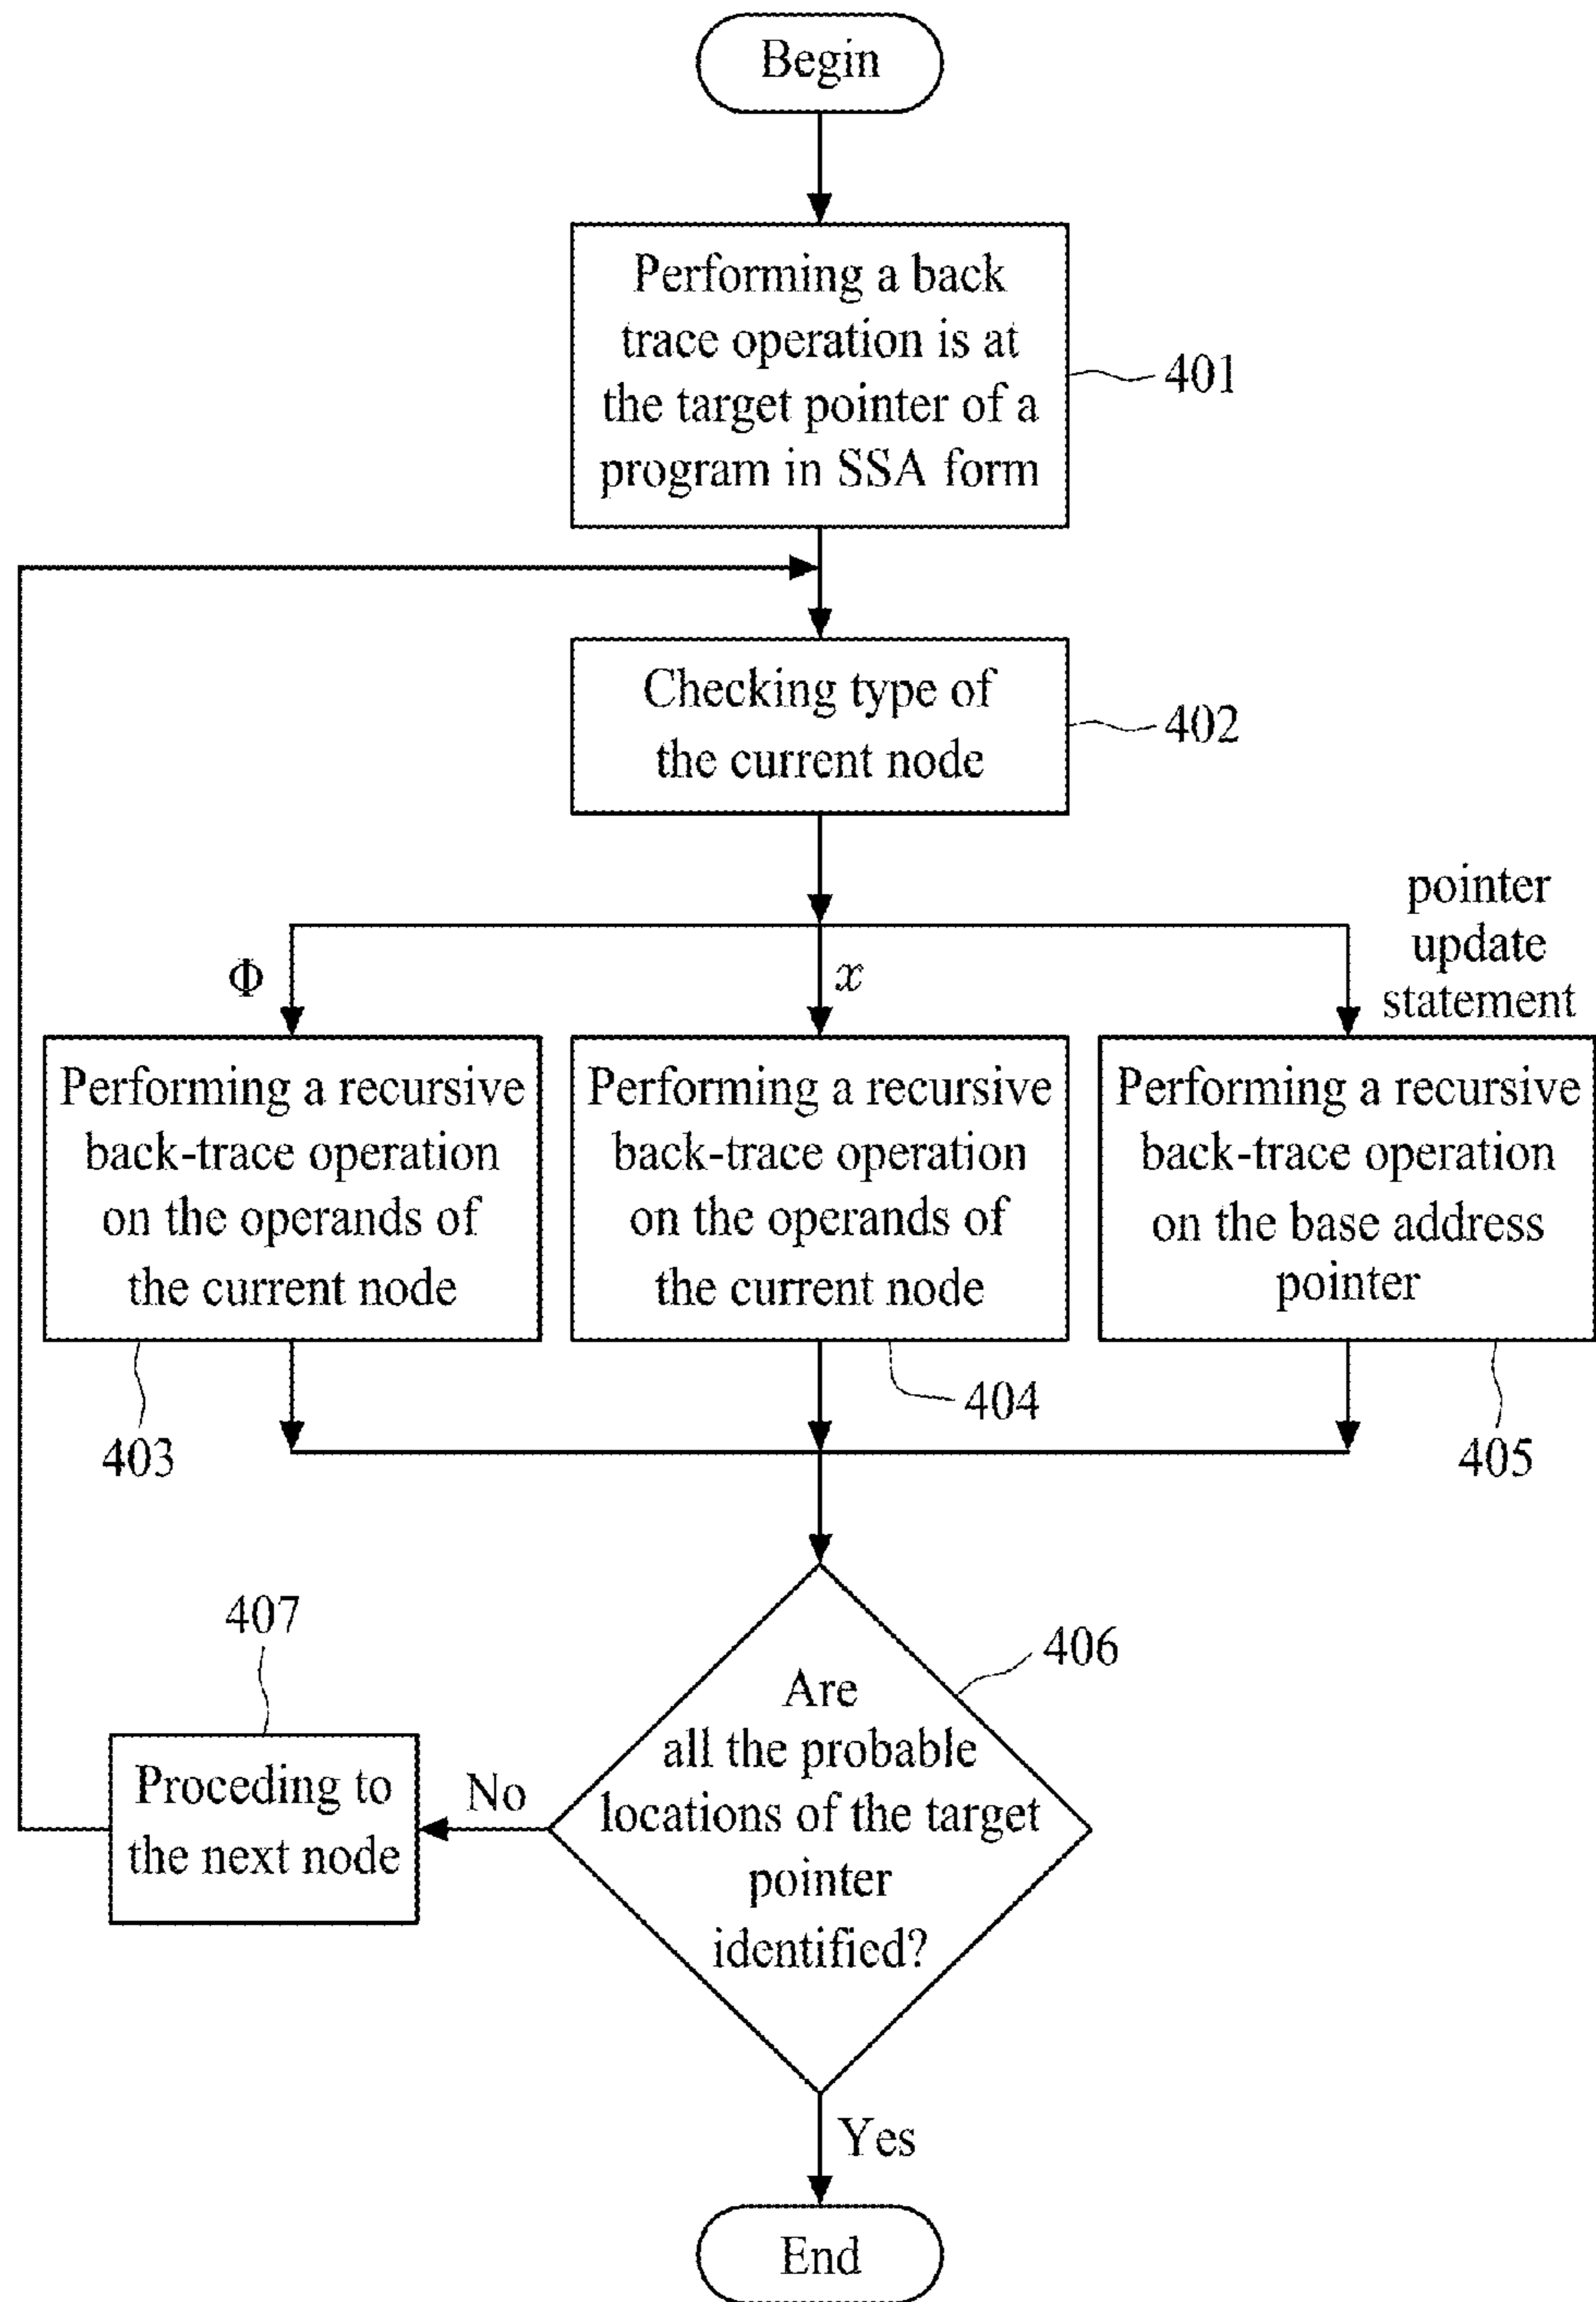 Begin
Performing a back
trace operation is at
the target pointer of a
program in SSA form
401
Checking type of
the current node
402
Φ
x
pointer
update
statement
Performing a recursive
back-trace operation
on the operands of
the current node
403
Performing a recursive
back-trace operation
on the operands of
the current node
404
Performing a recursive
back-trace operation
on the base address
pointer
405
Are
all the probable
locations of the target
pointer
identified?
406
No
407
Proceding to
the next node
Yes
End